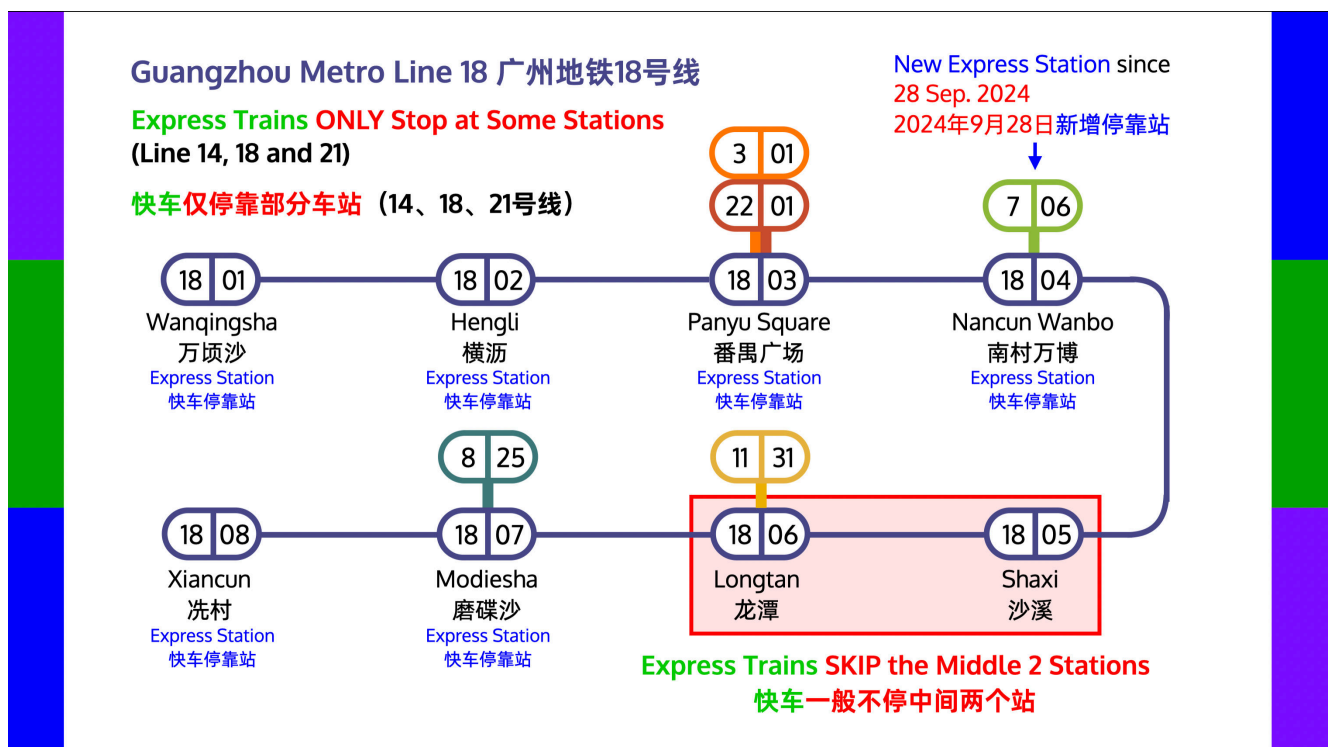 Guangzhou Metro Line 18 广州地铁18号线
Express Trains ONLY Stop at Some Stations
(Line 14, 18 and 21)
快车仅停靠部分车站（14、18、21号线）
New Express Station since
28 Sep. 2024
2024年9月28日新增停靠站
3 01
22 01
7 06
18 01
Wanqingsha
万顷沙
Express Station
快车停靠站
18 02
Hengli
横沥
Express Station
快车停靠站
18 03
Panyu Square
番禺广场
Express Station
快车停靠站
18 04
Nancun Wanbo
南村万博
Express Station
快车停靠站
8 25
11 31
18 08
Xiancun
冼村
Express Station
快车停靠站
18 07
Modiesha
磨碟沙
Express Station
快车停靠站
18 06
Longtan
龙潭
18 05
Shaxi
沙溪
Express Trains SKIP the Middle 2 Stations
快车一般不停中间两个站